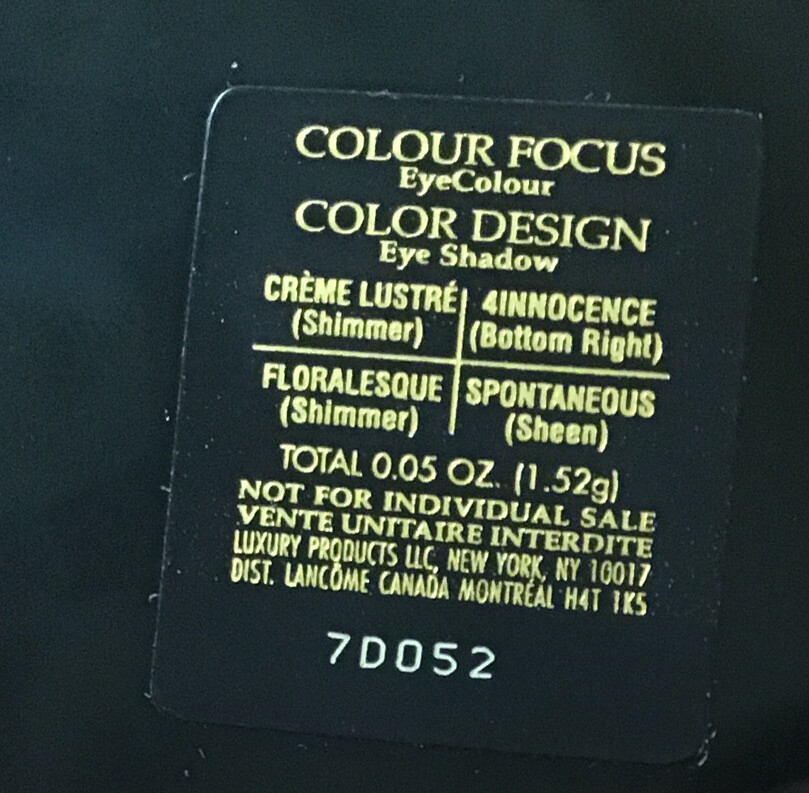 COLOUR FOCUS
EyeColour
COLOR DESIGN
Eye Shadow
CRÈME LUSTRÉ 4INNOCENCE
(Shimmer) (Bottom Right)
FLORALESQUE SPONTANEOUS
(Shimmer) (Sheen)
TOTAL 0.05 OZ. (1.52g)
NOT FOR INDIVIDUAL SALE
VENTE UNITAIRE INTERDITE
LUXURY PRODUCTS LLC, NEW YORK, NY 10017
DIST. LANCÔME CANADA MONTRÉAL H4T 1K5
7D052